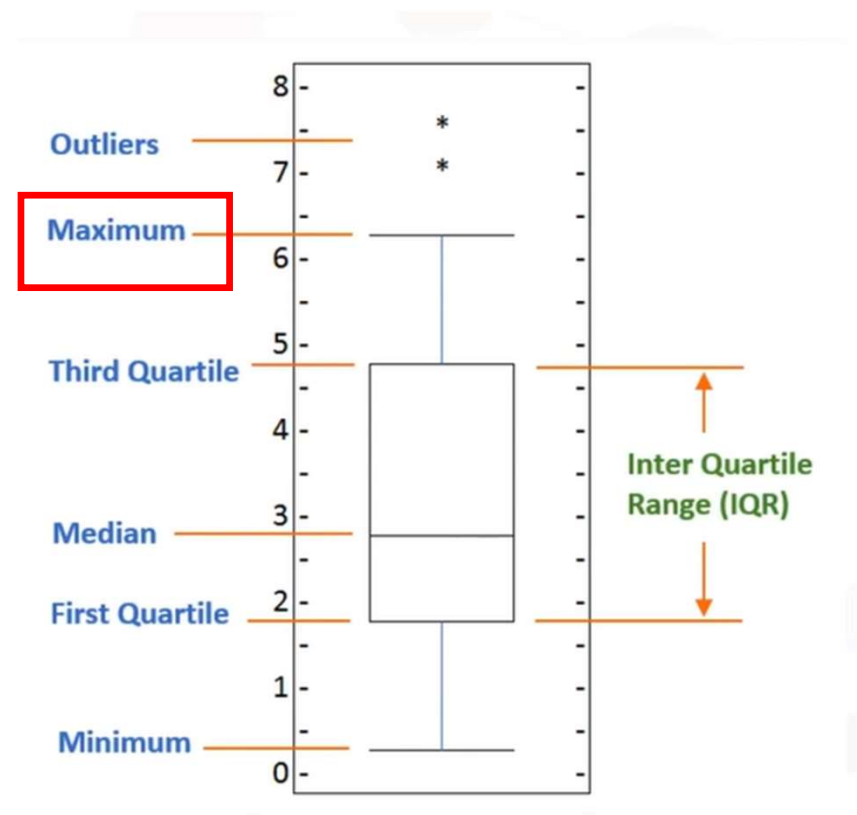 8
Outliers
7
Maximum
6
5
Third Quartile
4
Inter Quartile
Range (IQR)
3
Median
2
First Quartile
1
Minimum
0